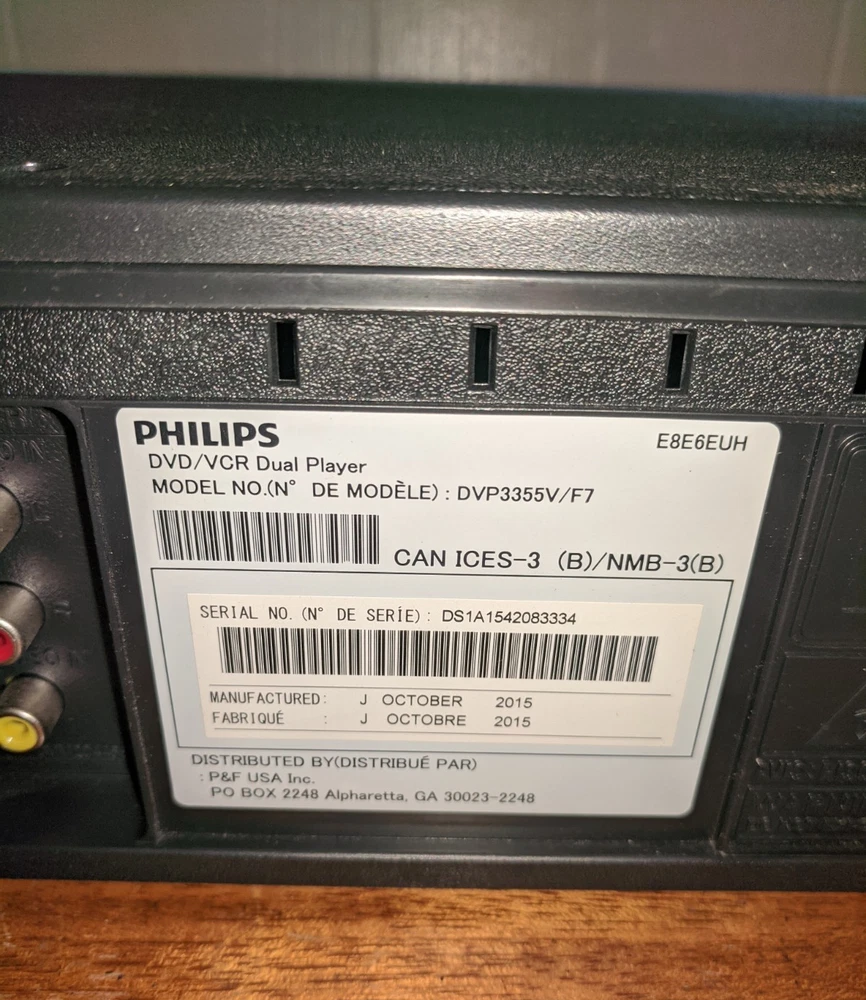 PHILIPS
E8E6EUH
DVD/VCR Dual Player
MODEL NO.(N° DE MODÈLE) : DVP3355V/F7
CAN ICES-3 (B)/NMB-3(B)
SERIAL NO. (N° DE SERÍE) : DS1A1542083334
MANUFACTURED: J OCTOBER 2015
FABRIQUÉ : J OCTOBRE 2015
DISTRIBUTED BY(DISTRIBUÉ PAR)
: P&F USA Inc.
PO BOX 2248 Alpharetta, GA 30023-2248